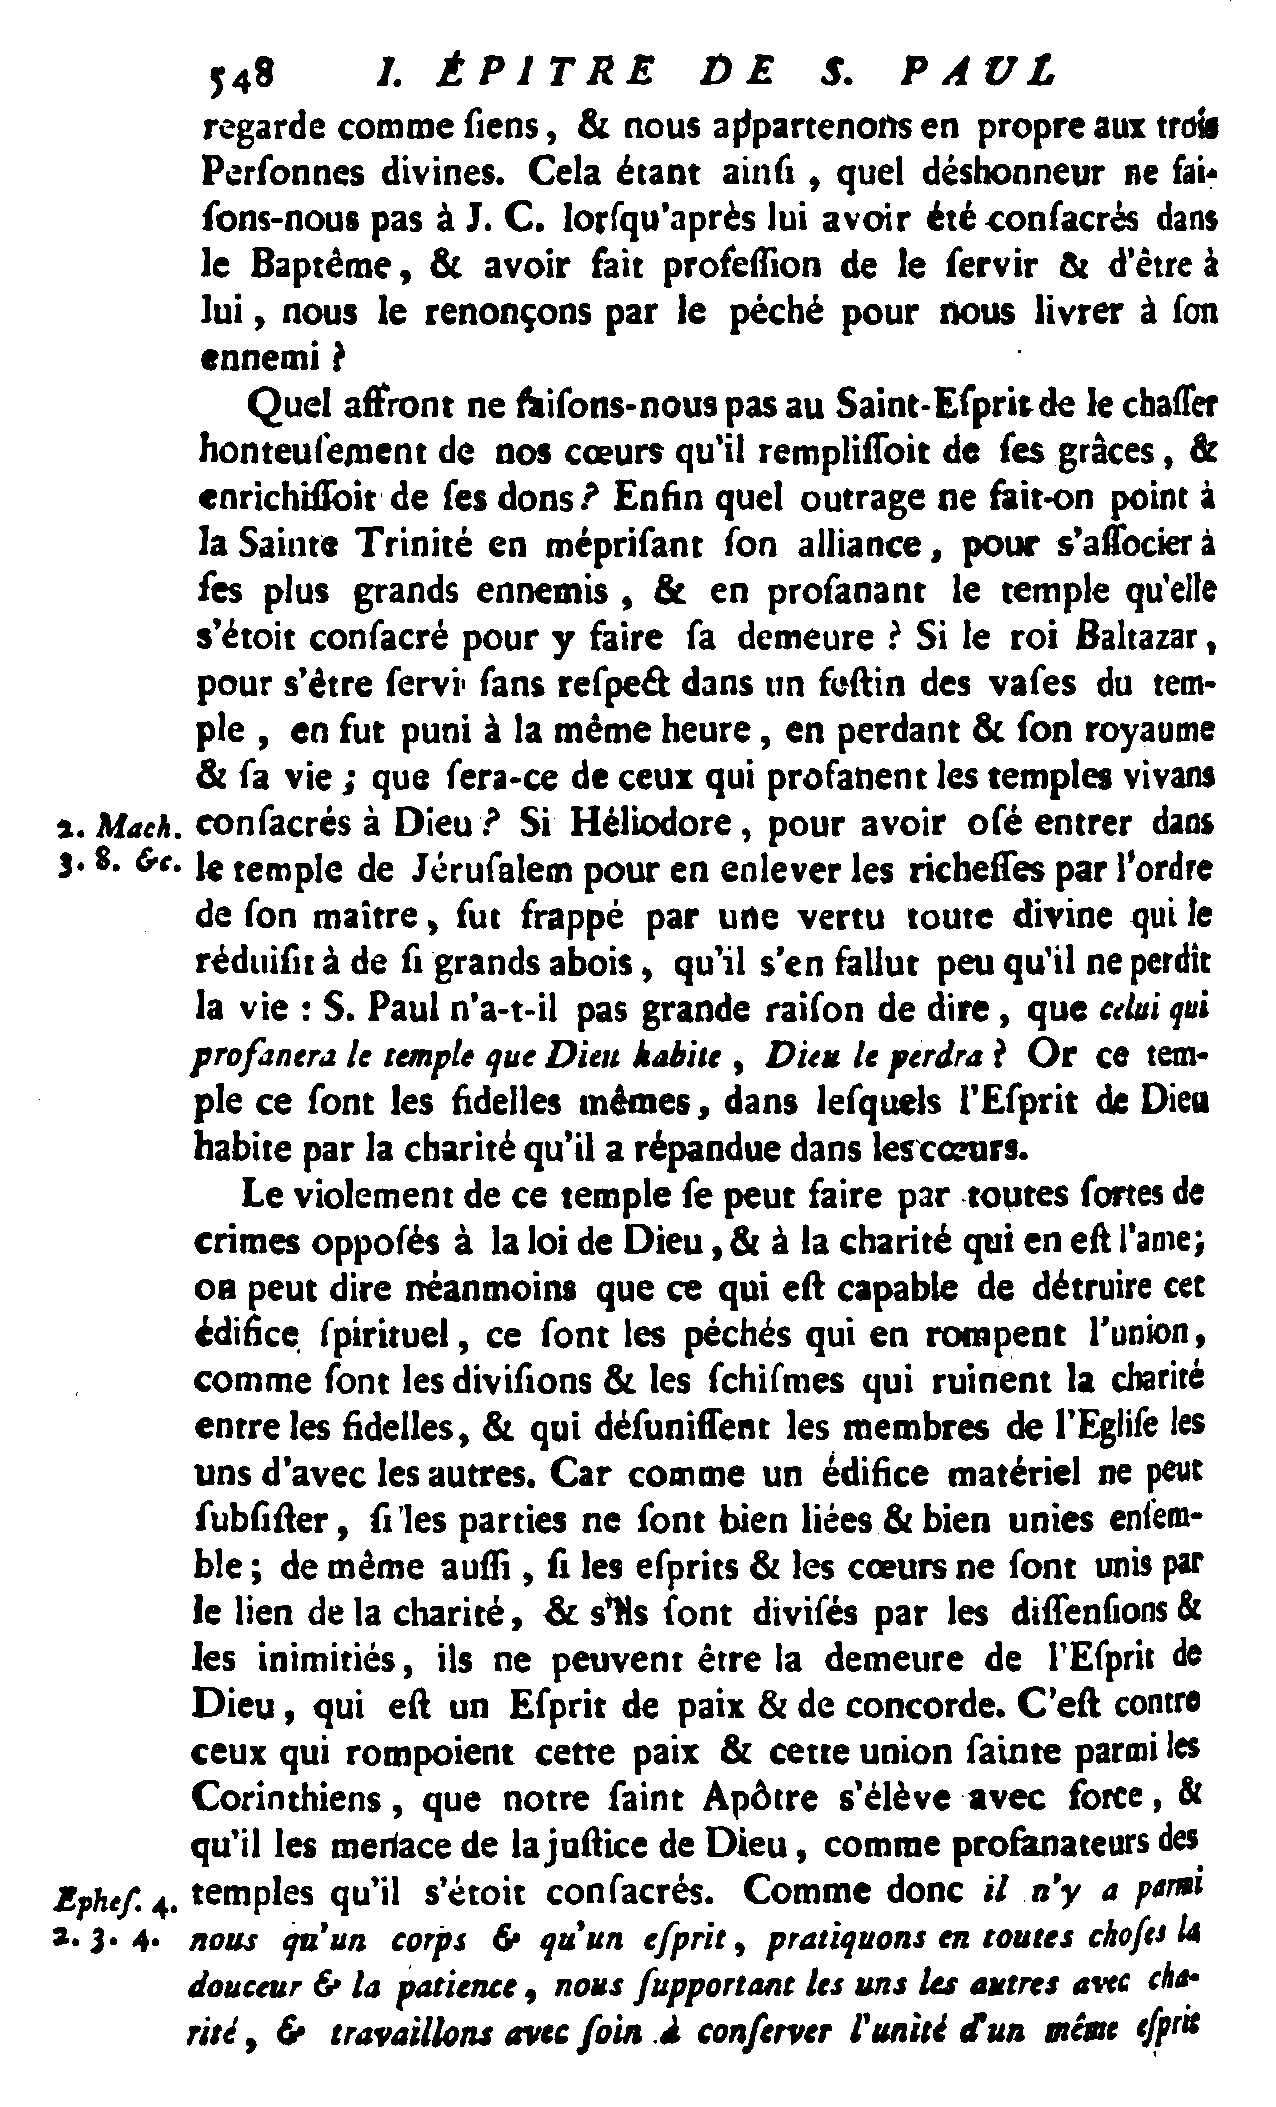 548 I. ÉPITRE DE S. PAUL
regarde comme ſiens, & nous appartenons en propre aux trois
Perſonnes divines. Cela étant ainſi, quel déshonneur ne fai-
ſons-nous pas à J. C. lorſqu'après lui avoir été conſacrés dans
le Baptême, & avoir fait profeſſion de le ſervir & d'être à
lui, nous le renonçons par le péché pour nous livrer à ſon
ennemi ?
Quel affront ne faiſons-nous pas au Saint-Eſprit de le chaſſer
honteuſement de nos cœurs qu'il rempliſſoit de ſes grâces, &
enrichiſſoit de ſes dons ? Enfin quel outrage ne fait-on point à
la Sainte Trinité en mépriſant ſon alliance, pour s'aſſocier à
ſes plus grands ennemis, & en profanant le temple qu'elle
s'étoit conſacré pour y faire ſa demeure ? Si le roi Baltazar,
pour s'être ſervi ſans reſpect dans un feſtin des vaſes du tem-
ple, en fut puni à la même heure, en perdant & ſon royaume
& ſa vie ; que ſera-ce de ceux qui profanent les temples vivans
2. Mach. conſacrés à Dieu ? Si Héliodore, pour avoir oſé entrer dans
3. 8. &c. le temple de Jéruſalem pour en enlever les richeſſes par l'ordre
de ſon maître, fut frappé par une vertu toute divine qui le
réduiſit à de ſi grands abois, qu'il s'en fallut peu qu'il ne perdît
la vie : S. Paul n'a-t-il pas grande raiſon de dire, que celui qui
profanera le temple que Dieu habite, Dieu le perdra ? Or ce tem-
ple ce ſont les fidelles mêmes, dans leſquels l'Eſprit de Dieu
habite par la charité qu'il a répandue dans les cœurs.
Le violement de ce temple ſe peut faire par toutes ſortes de
crimes oppoſés à la loi de Dieu, & à la charité qui en eſt l'ame ;
on peut dire néanmoins que ce qui eſt capable de détruire cet
édifice ſpirituel, ce ſont les péchés qui en rompent l'union,
comme ſont les diviſions & les ſchiſmes qui ruinent la charité
entre les fidelles, & qui déſuniſſent les membres de l'Egliſe les
uns d'avec les autres. Car comme un édifice matériel ne peut
ſubſiſter, ſi les parties ne ſont bien liées & bien unies enſem-
ble ; de même auſſi, ſi les eſprits & les cœurs ne ſont unis par
le lien de la charité, & s'ils ſont diviſés par les diſſenſions &
les inimitiés, ils ne peuvent être la demeure de l'Eſprit de
Dieu, qui eſt un Eſprit de paix & de concorde. C'eſt contre
ceux qui rompoient cette paix & cette union ſainte parmi les
Corinthiens, que notre ſaint Apôtre s'élève avec force, &
qu'il les menace de la juſtice de Dieu, comme profanateurs des
Epheſ. 4. temples qu'il s'étoit conſacrés. Comme donc il n'y a parmi
2. 3. 4. nous qu'un corps & qu'un eſprit, pratiquons en toutes choſes la
douceur & la patience, nous ſupportant les uns les autres avec cha-
rité, & travaillons avec ſoin à conſerver l'unité d'un même eſprit